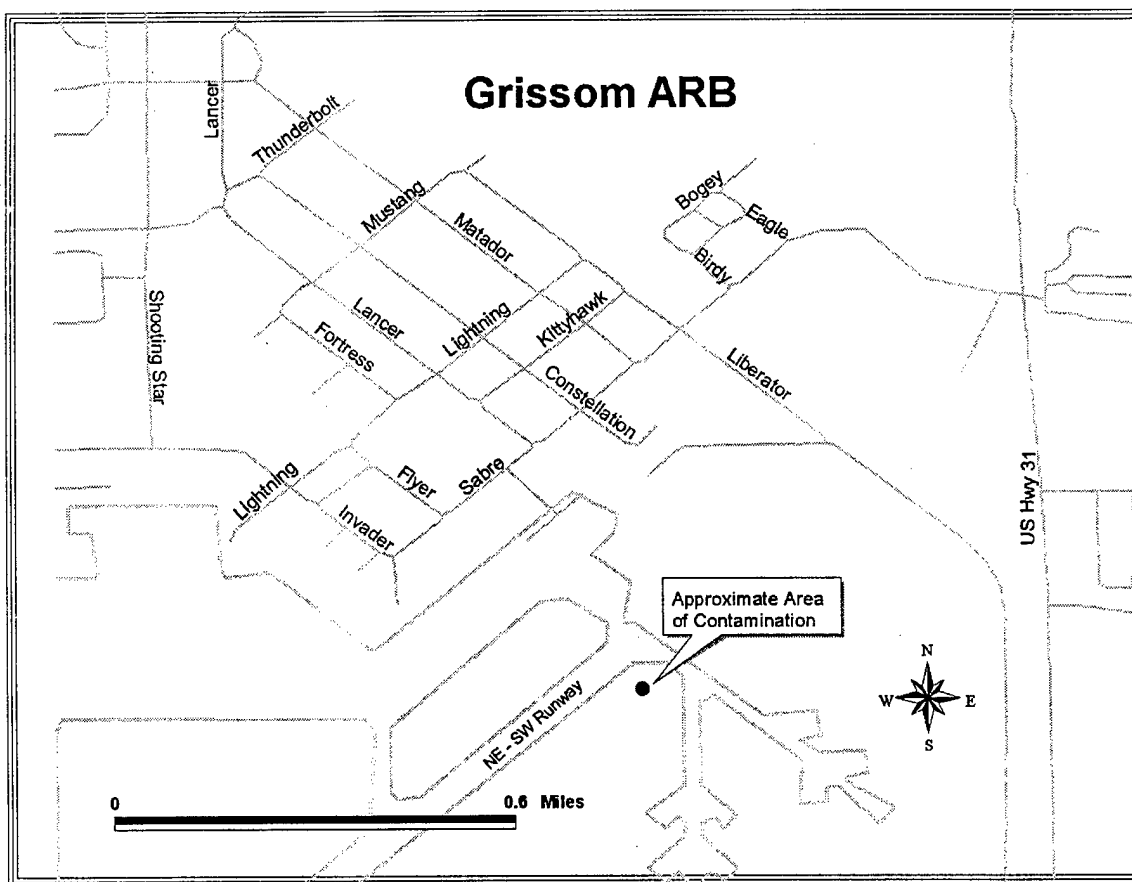 Grissom ARB
Lancer
Thunderbolt
Mustang
Matador
Bogey
Eagle
Birdy
Shooting Star
Lancer
Fortress
Lightning
Kittyhawk
Constellation
Liberator
US Hwy 31
Lightning
Flyer
Sabre
Invader
Approximate Area
of Contamination
NE - SW Runway
N
W
E
S
0
0.6 Miles